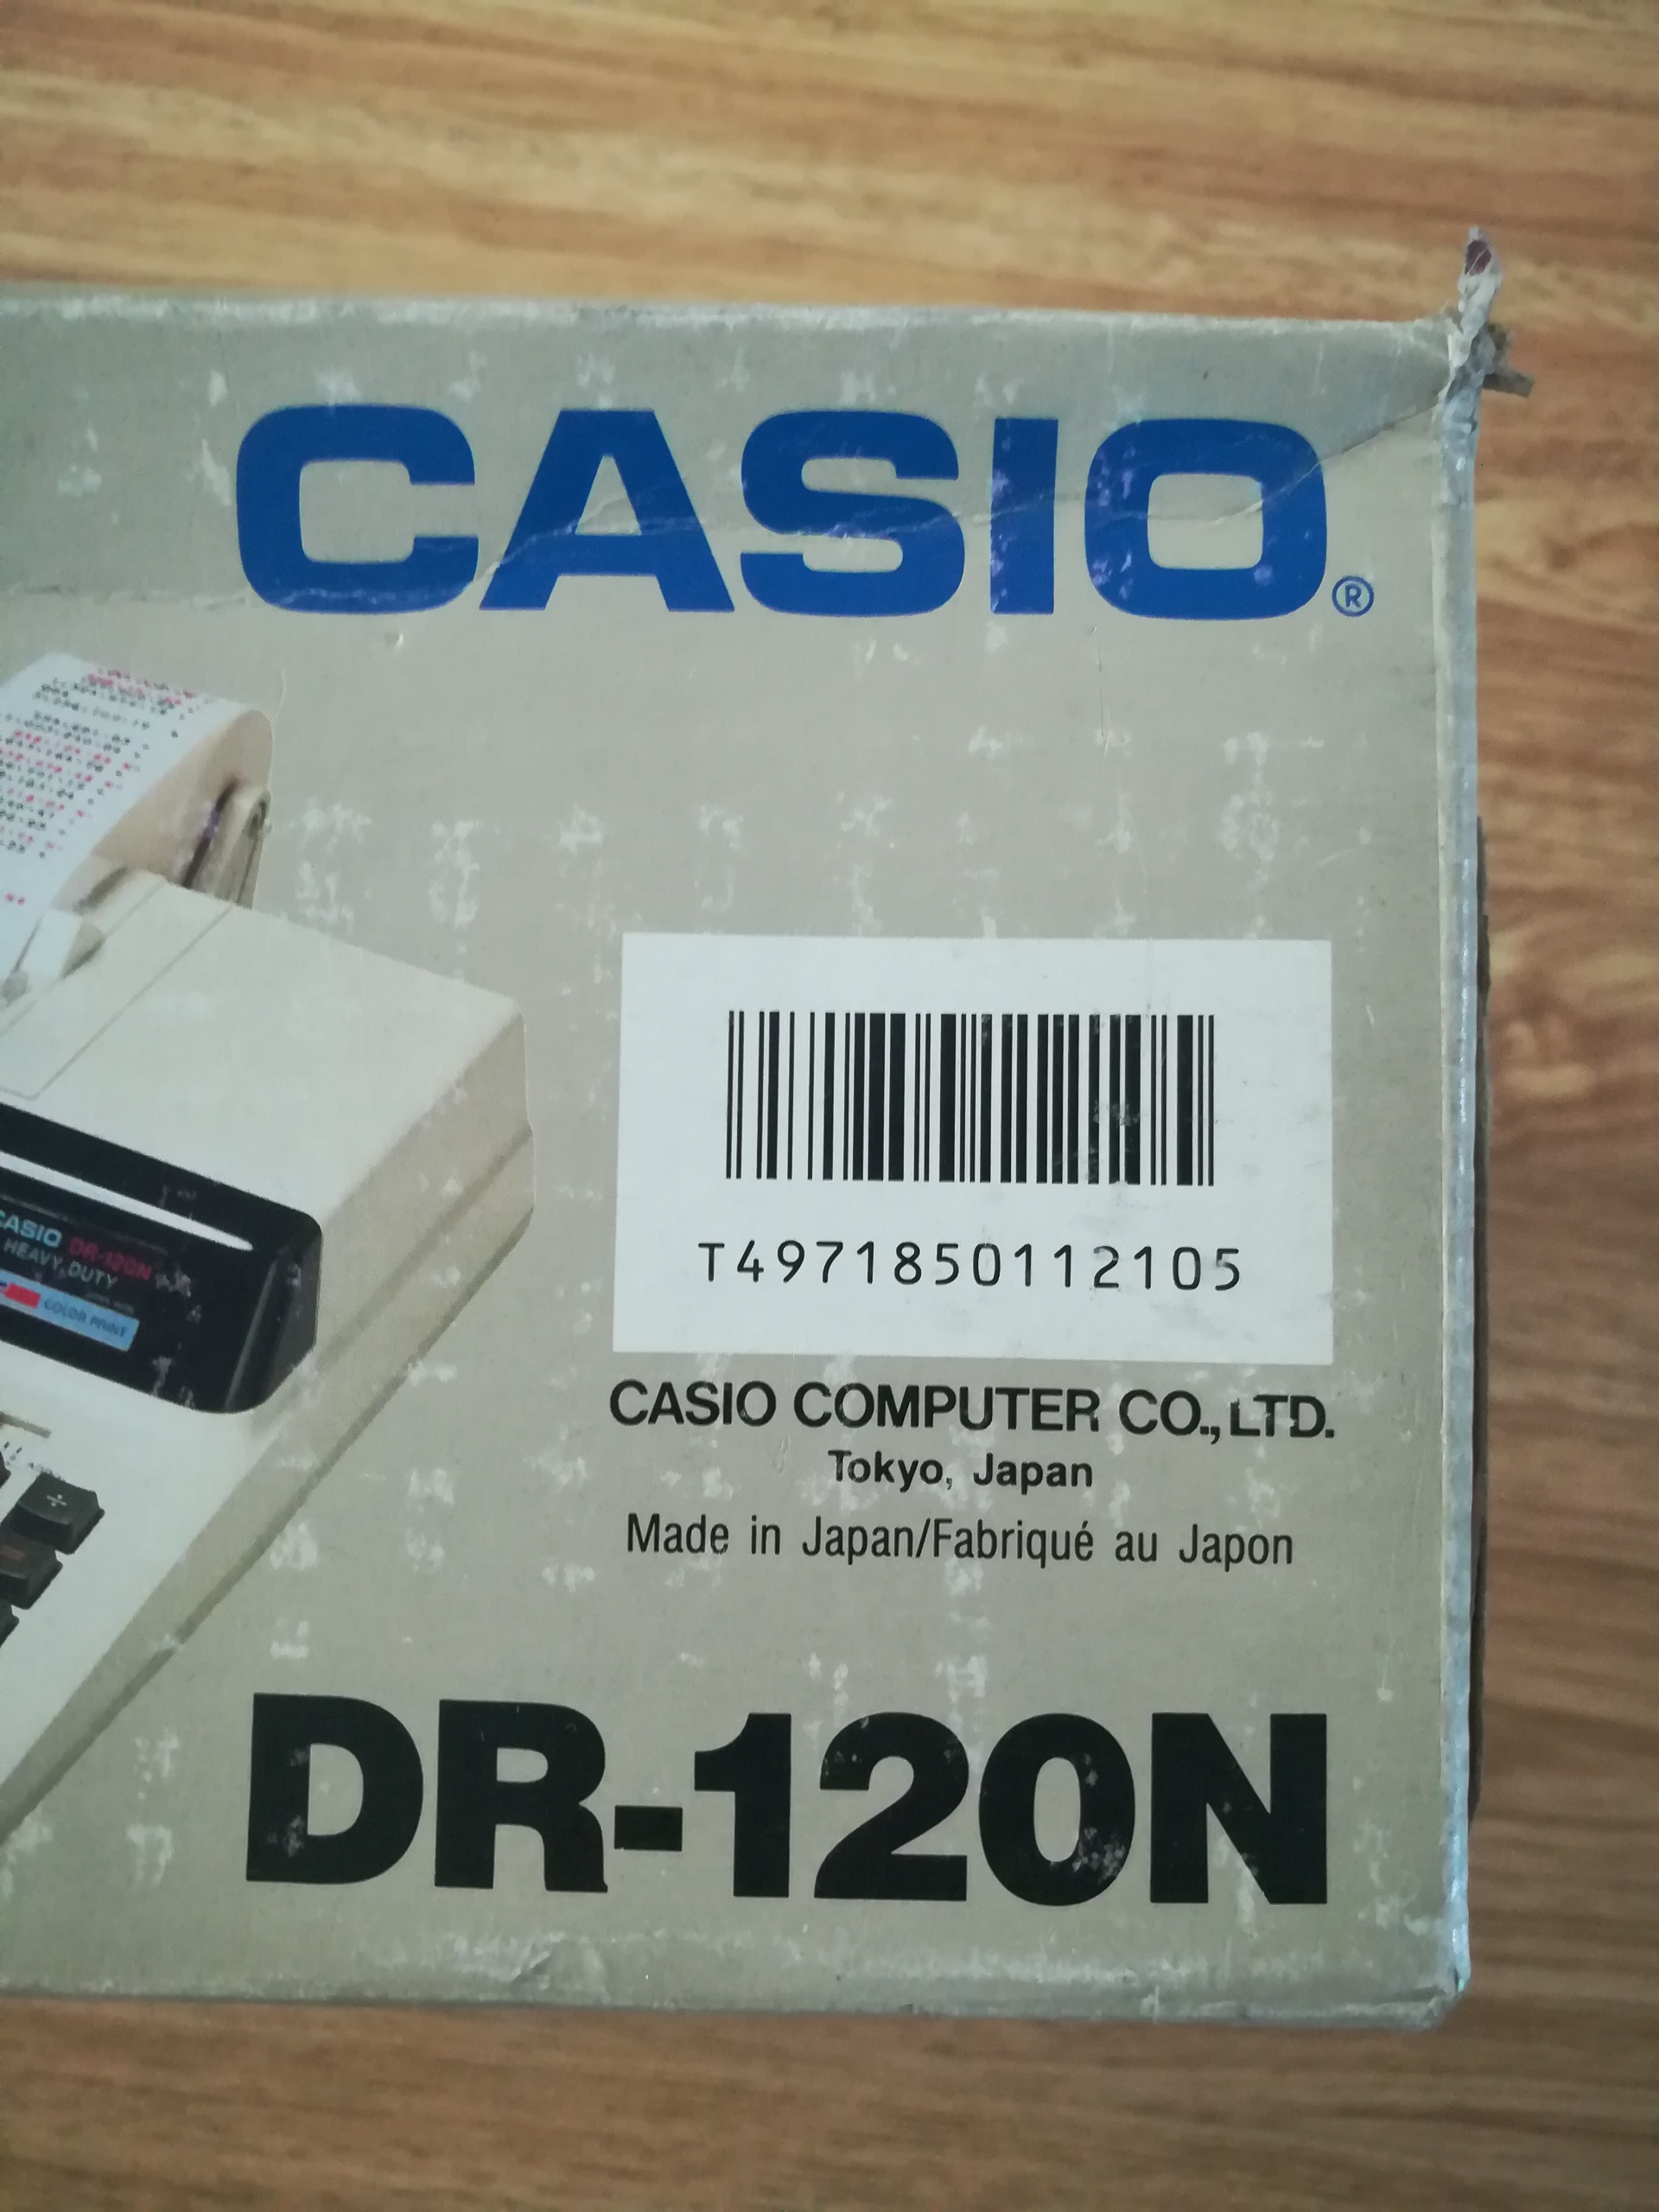 CASIO®
CASIO DR-120N
HEAVY DUTY
COLOR PRINT
÷
T4971850112105
CASIO COMPUTER CO., LTD.
Tokyo, Japan
Made in Japan/Fabriqué au Japon
DR-120N